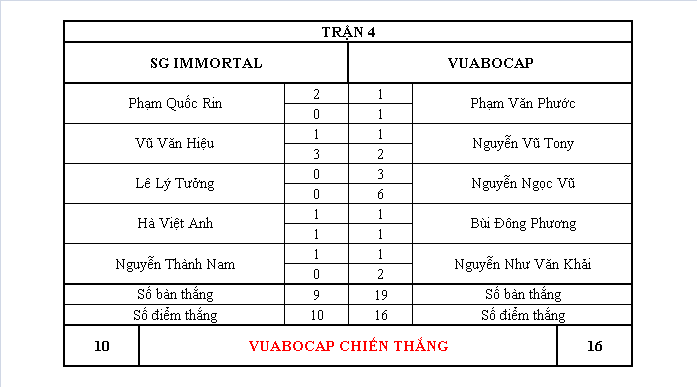 TRẬN 4
SG IMMORTAL VUABOCAP
Phạm Quốc Rin 2 1 Phạm Văn Phước
0 1
Vũ Văn Hiệu 1 1 Nguyễn Vũ Tony
3 2
Lê Lý Tưởng 0 3 Nguyễn Ngọc Vũ
0 6
Hà Việt Anh 1 1 Bùi Đông Phương
1 1
Nguyễn Thành Nam 1 1 Nguyễn Như Văn Khải
0 2
Số bàn thắng 9 19 Số bàn thắng
Số điểm thắng 10 16 Số điểm thắng
10 VUABOCAP CHIẾN THẮNG 16